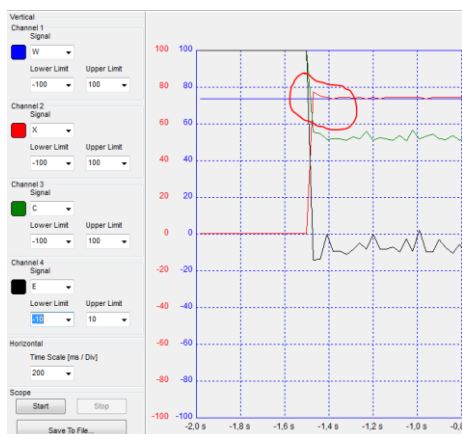 Vertical
Channel 1
Signal
W
Lower Limit Upper Limit
-100 100
Channel 2
Signal
X
Lower Limit Upper Limit
-100 100
Channel 3
Signal
C
Lower Limit Upper Limit
-100 100
Channel 4
Signal
E
Lower Limit Upper Limit
-10 10
Horizontal
Time Scale [ms / Div]
200
Scope
Start Stop
Save To File...
100 100
80 80
60 60
40 40
20 20
0 0
-20 -20
-40 -40
-60 -60
-80 -80
-100 -100
-2,0 s -1,8 s -1,6 s -1,4 s -1,2 s -1,0 s -0,8